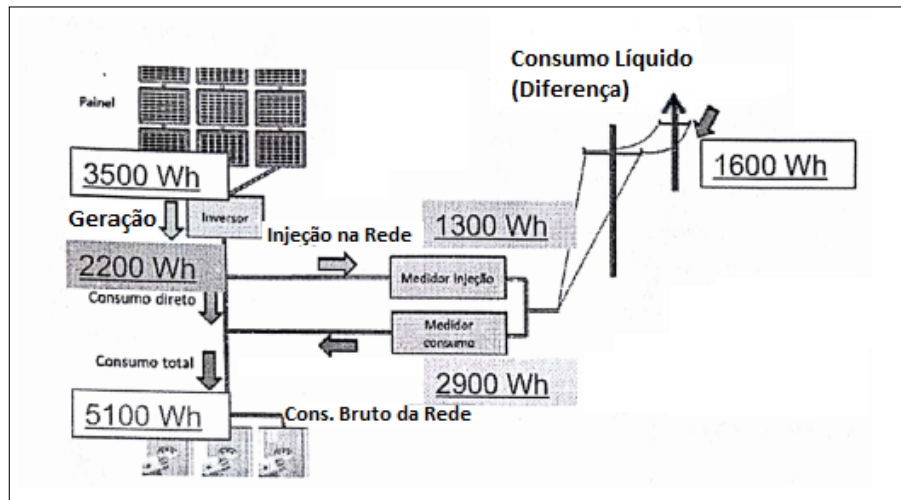 Consumo Líquido
(Diferença)
Painel
1600 Wh
3500 Wh
Geração
Inversor
Injeção na Rede
1300 Wh
2200 Wh
Medidor injeção
Consumo direto
Medidar
consumo
Consumo total
2900 Wh
5100 Wh
Cons. Bruto da Rede